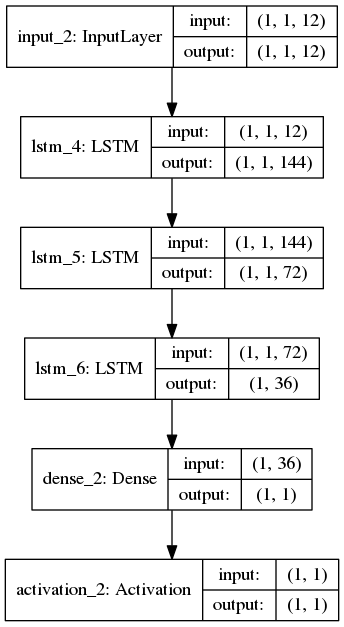 input_2: InputLayer
input: (1, 1, 12)
output: (1, 1, 12)
lstm_4: LSTM
input: (1, 1, 12)
output: (1, 1, 144)
lstm_5: LSTM
input: (1, 1, 144)
output: (1, 1, 72)
lstm_6: LSTM
input: (1, 1, 72)
output: (1, 36)
dense_2: Dense
input: (1, 36)
output: (1, 1)
activation_2: Activation
input: (1, 1)
output: (1, 1)